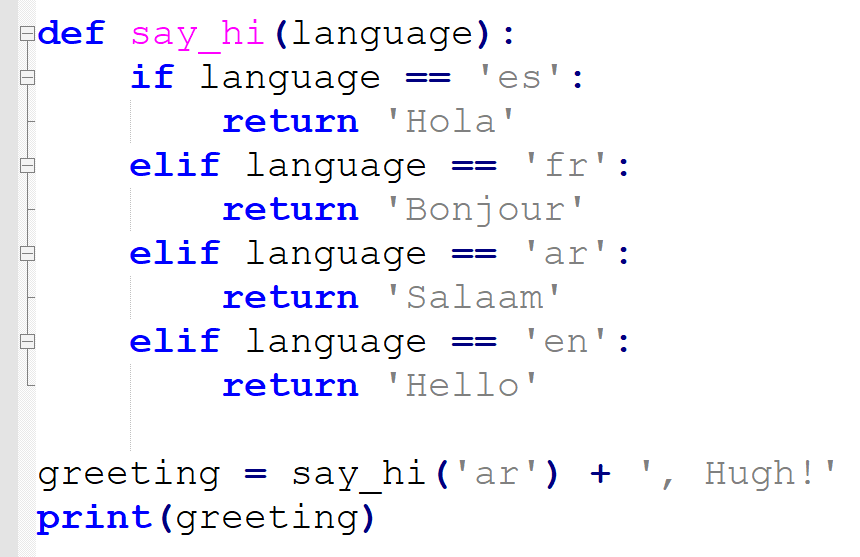 def say_hi(language):
    if language == 'es':
        return 'Hola'
    elif language == 'fr':
        return 'Bonjour'
    elif language == 'ar':
        return 'Salaam'
    elif language == 'en':
        return 'Hello'

greeting = say_hi('ar') + ', Hugh!'
print(greeting)